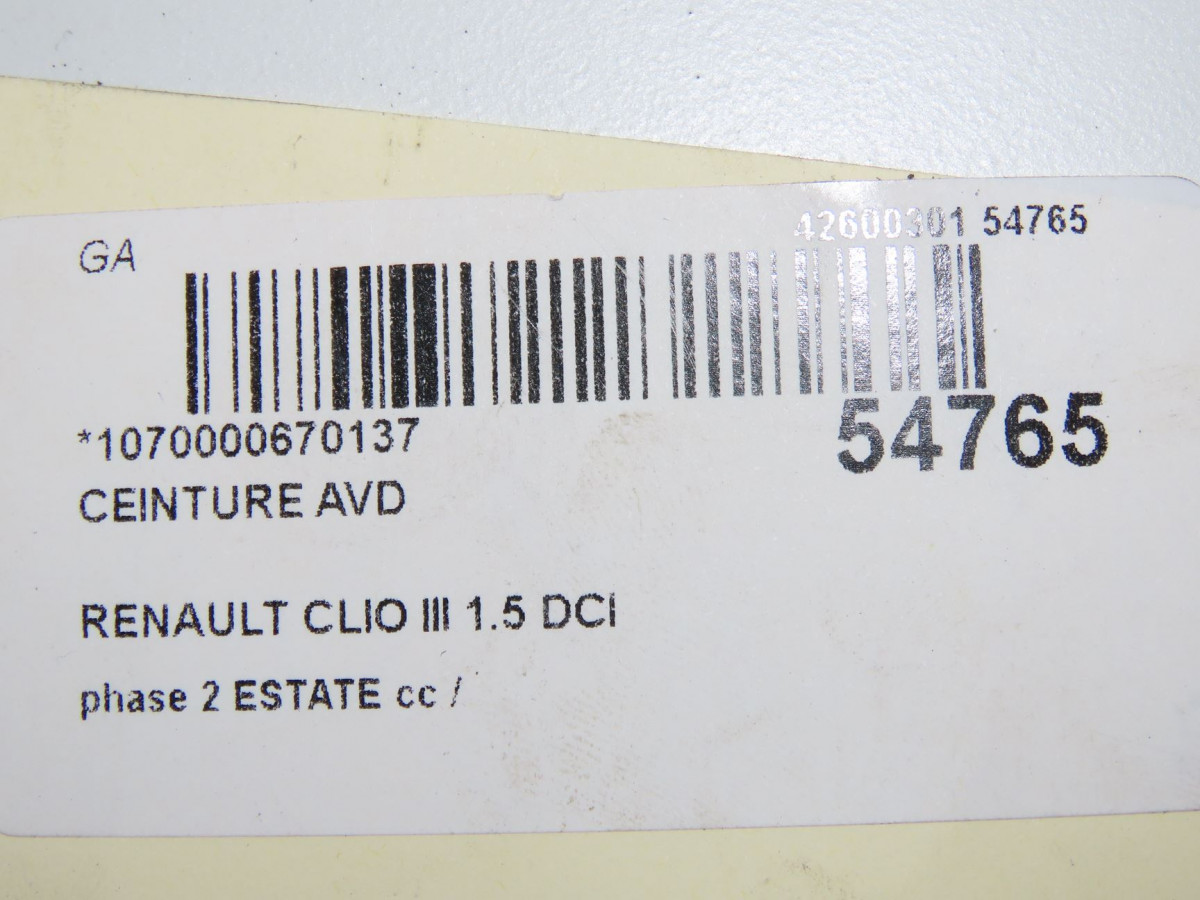 42600301 54765
GA
54765
*1070000670137
CEINTURE AVD
RENAULT CLIO III 1.5 DCI
phase 2 ESTATE cc /